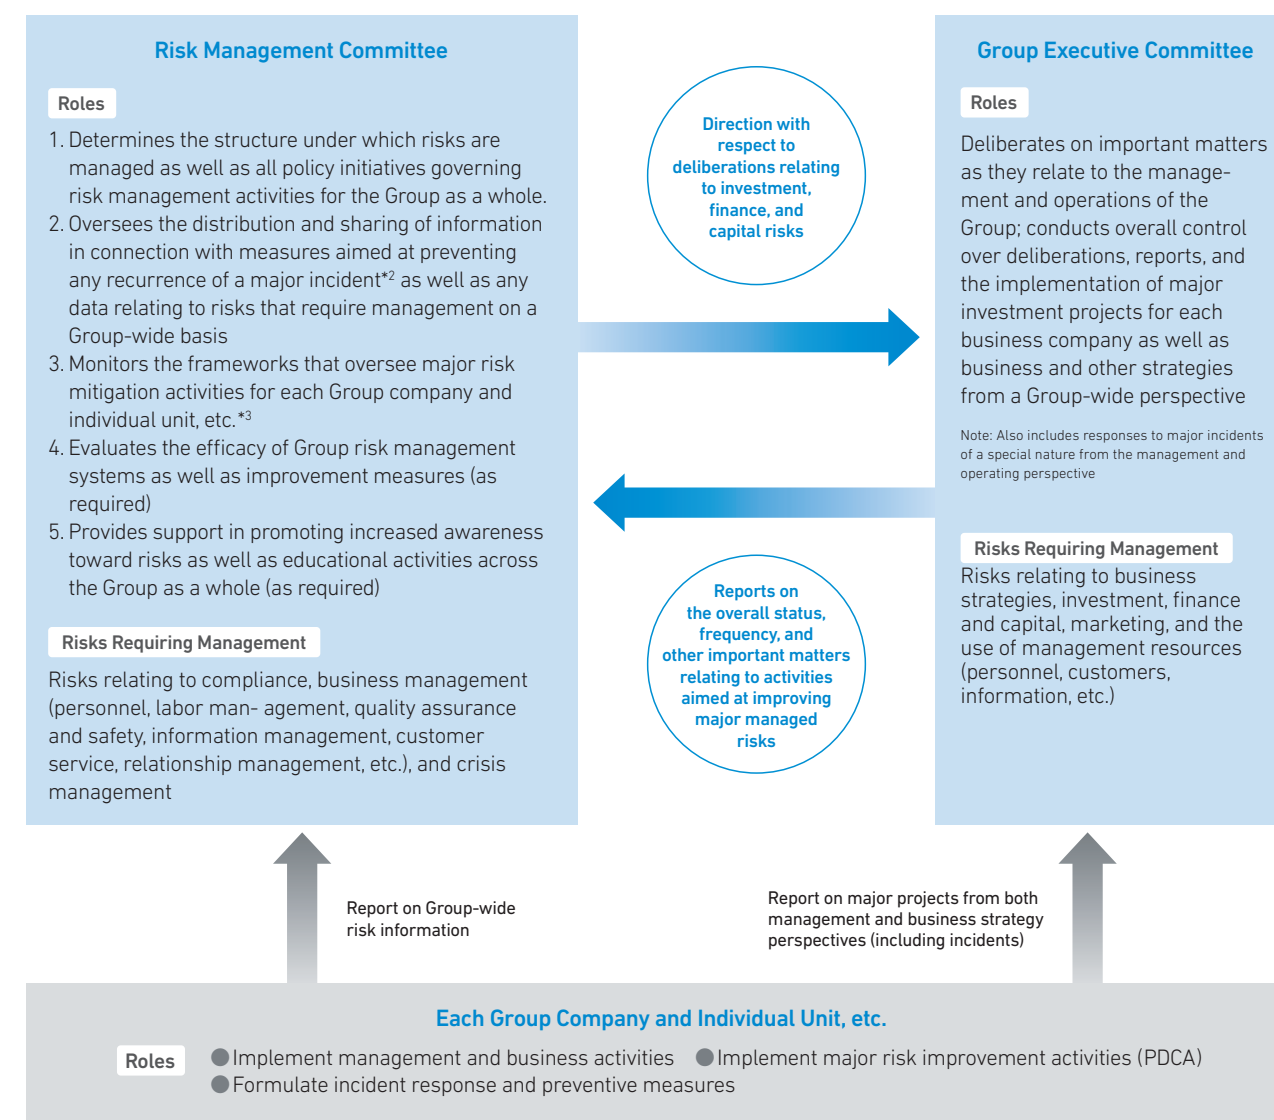 Risk Management Committee
Roles
1. Determines the structure under which risks are
managed as well as all policy initiatives governing
risk management activities for the Group as a whole.
2. Oversees the distribution and sharing of information
in connection with measures aimed at preventing
any recurrence of a major incident*2 as well as any
data relating to risks that require management on a
Group-wide basis
3. Monitors the frameworks that oversee major risk
mitigation activities for each Group company and
individual unit, etc.*3
4. Evaluates the efficacy of Group risk management
systems as well as improvement measures (as
required)
5. Provides support in promoting increased awareness
toward risks as well as educational activities across
the Group as a whole (as required)
Risks Requiring Management
Risks relating to compliance, business management
(personnel, labor man- agement, quality assurance
and safety, information management, customer
service, relationship management, etc.), and crisis
management
Direction with
respect to
deliberations relating
to investment,
finance, and
capital risks
Reports on
the overall status,
frequency, and
other important matters
relating to activities
aimed at improving
major managed
risks
Group Executive Committee
Roles
Deliberates on important matters
as they relate to the manage-
ment and operations of the
Group; conducts overall control
over deliberations, reports, and
the implementation of major
investment projects for each
business company as well as
business and other strategies
from a Group-wide perspective
Note: Also includes responses to major incidents
of a special nature from the management and
operating perspective
Risks Requiring Management
Risks relating to business
strategies, investment, finance
and capital, marketing, and the
use of management resources
(personnel, customers,
information, etc.)
Report on Group-wide
risk information
Report on major projects from both
management and business strategy
perspectives (including incidents)
Each Group Company and Individual Unit, etc.
Roles
●Implement management and business activities ●Implement major risk improvement activities (PDCA)
●Formulate incident response and preventive measures